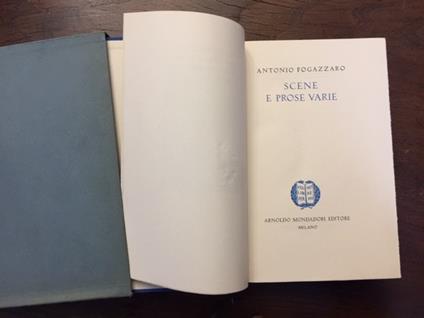 ANTONIO FOGAZZARO
SCENE
E PROSE VARIE
ARNOLDO MONDADORI EDITORE
MILANO